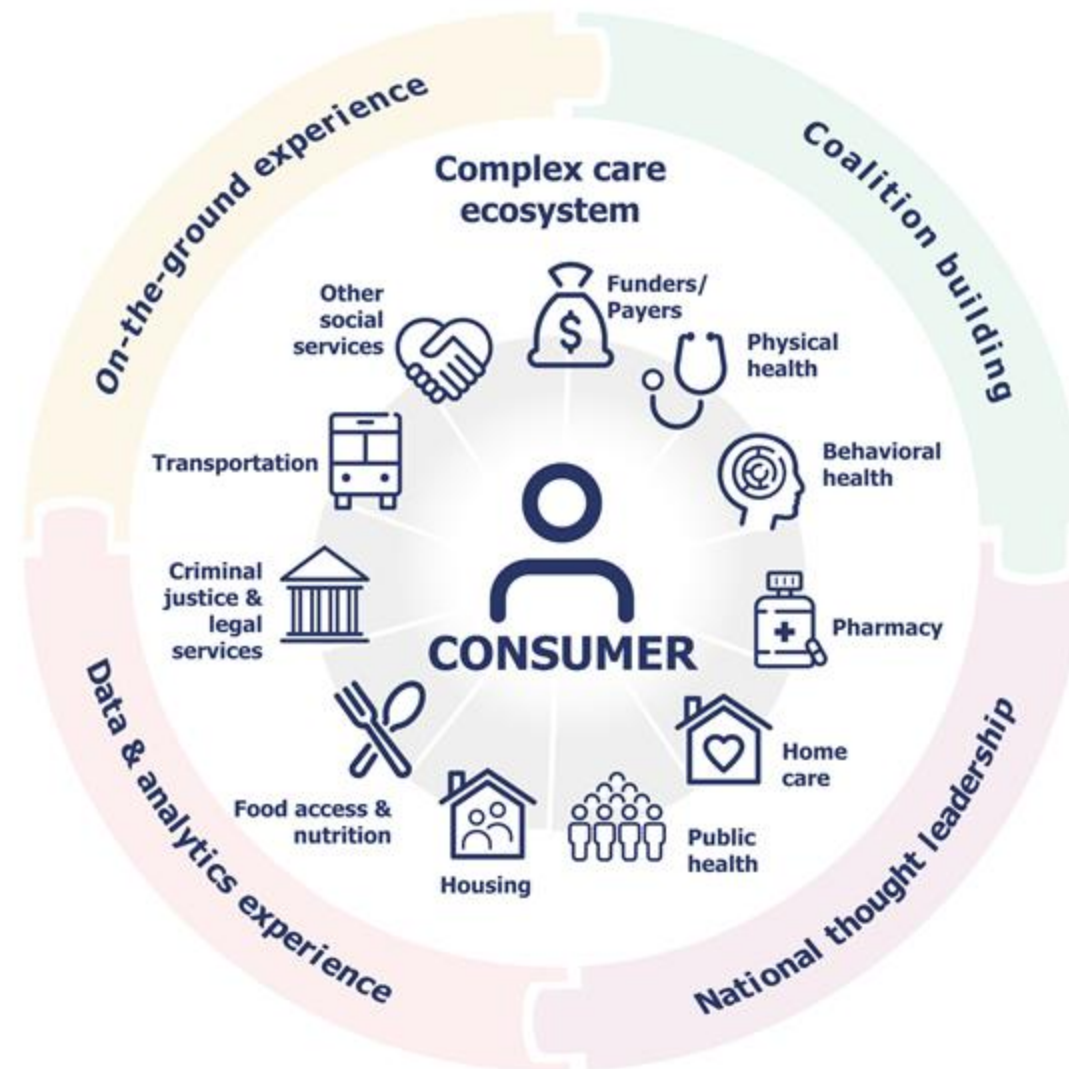 On-the-ground experience
Coalition building
Complex care
ecosystem
Funders/
Payers
Other
social
services
Physical
health
Behavioral
health
Transportation
Criminal
justice &
legal
services
CONSUMER
Pharmacy
Home
care
Food access &
nutrition
Public
health
Housing
Data & analytics experience
National thought leadership
$